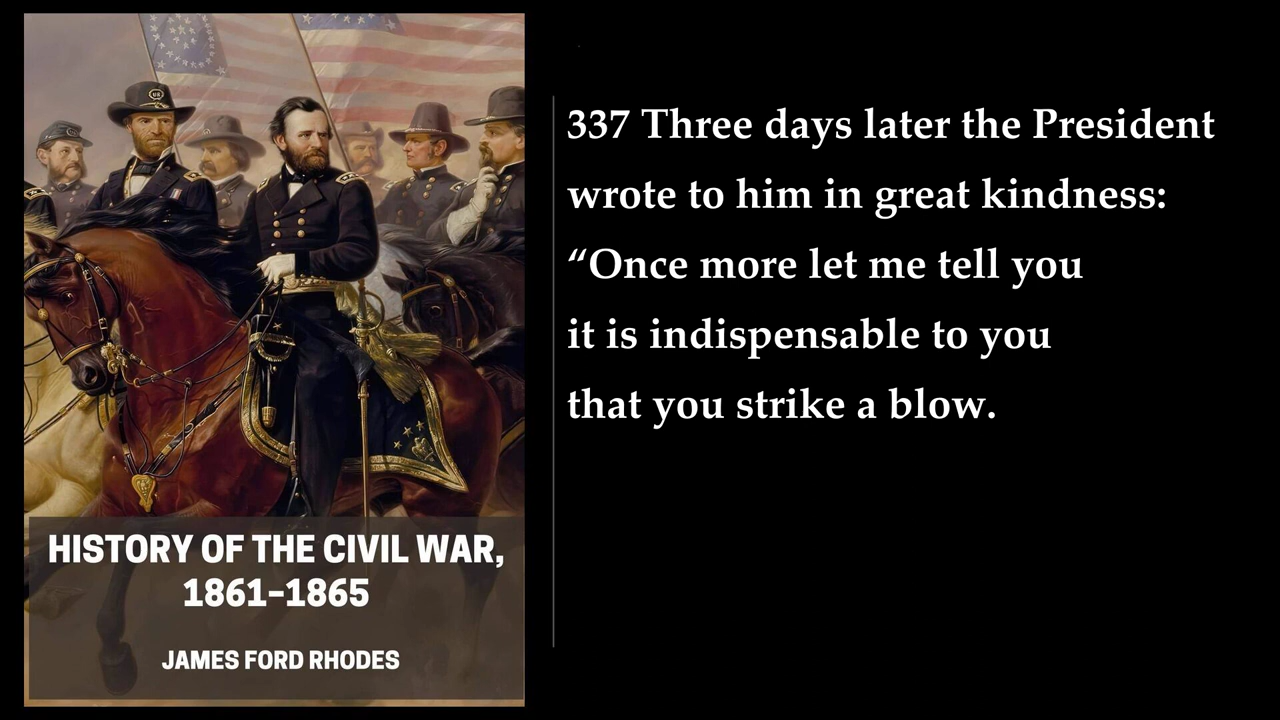 HISTORY OF THE CIVIL WAR,
1861–1865
JAMES FORD RHODES
337 Three days later the President
wrote to him in great kindness:
“Once more let me tell you
it is indispensable to you
that you strike a blow.